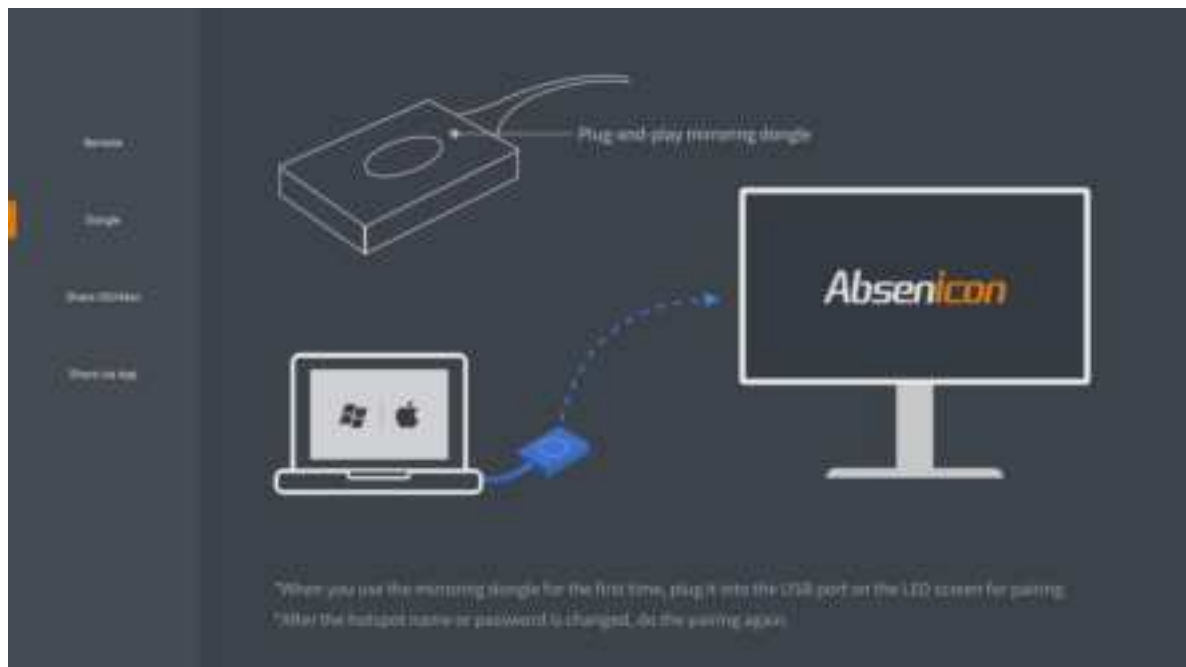 Remote
Dongle
Share
Share via App
Plug-and-play mirroring dongle
Absenicon
*When you use the mirroring dongle for the first time, plug it into the USB port on the LED screen for pairing.
*After the hotspot name or password is changed, do the pairing again.